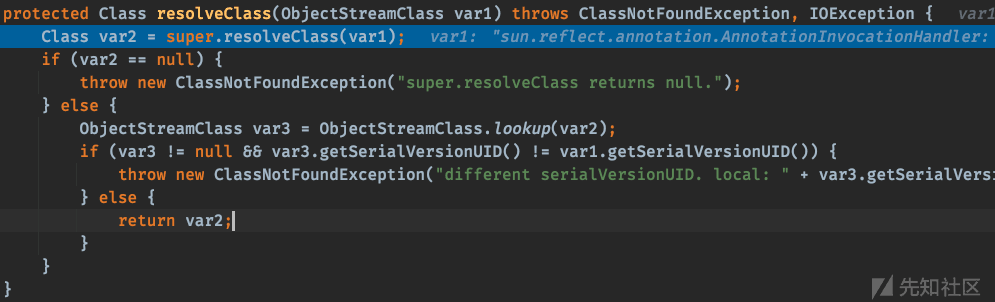 protected Class resolveClass(ObjectStreamClass var1) throws ClassNotFoundException, IOException { var1
Class var2 = super.resolveClass(var1); var1: "sun.reflect.annotation.AnnotationInvocationHandler:
if (var2 == null) {
throw new ClassNotFoundException("super.resolveClass returns null.");
} else {
ObjectStreamClass var3 = ObjectStreamClass.lookup(var2);
if (var3 != null && var3.getSerialVersionUID() != var1.getSerialVersionUID()) {
throw new ClassNotFoundException("different serialVersionUID. local: " + var3.getSerialVersi
} else {
return var2;
}
}
}
先知社区